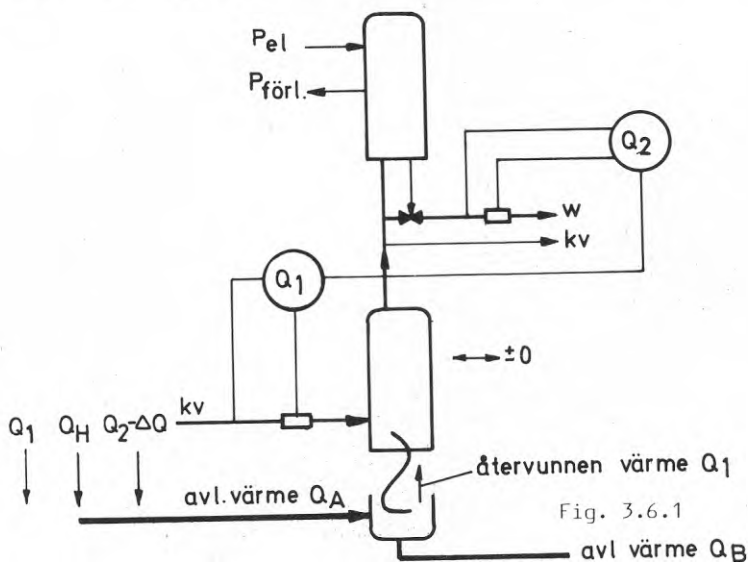 Pel
Pförl.
Q2
w
kv
Q1
±0
kv
Q1 QH Q2-ΔQ
återvunnen värme Q1
avl.värme QA
Fig. 3.6.1
avl värme QB